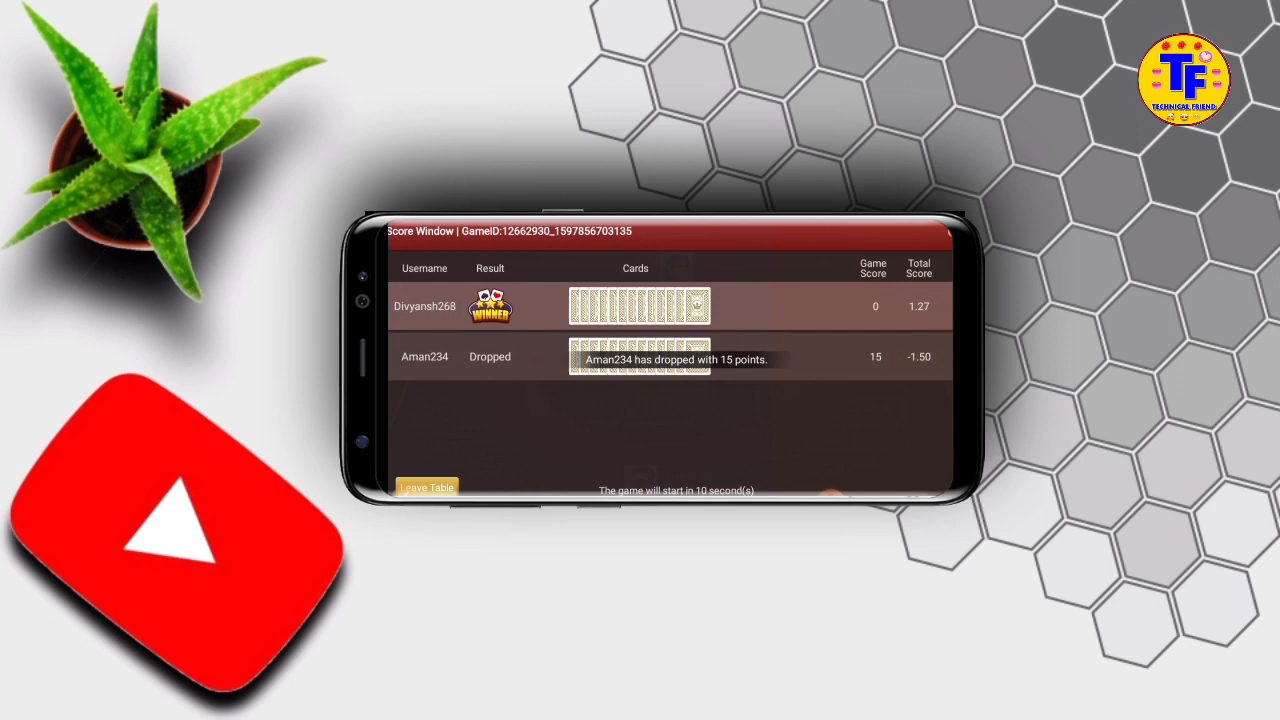 TF
TECHNICAL FRIEND
Score Window | GameID:12662930_1597856703135
Username Result Cards Game Score Total Score
Divyansh268 WINNER 0 1.27
Aman234 Dropped 15 -1.50
Aman234 has dropped with 15 points.
Leave Table The game will start in 10 second(s)